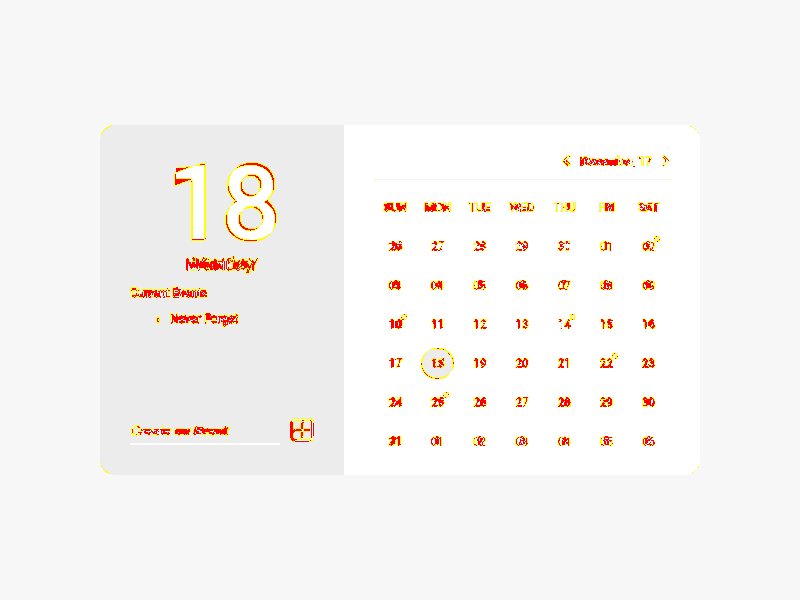 18
Current Events
Never Forget
Create an Event
17
SUN MON TUE WED THU FRI SAT
26 27 28 29 30 01 02
03 04 05 06 07 08 09
10 11 12 13 14 15 16
17 18 19 20 21 22 23
24 25 26 27 28 29 30
31 01 02 03 04 05 06